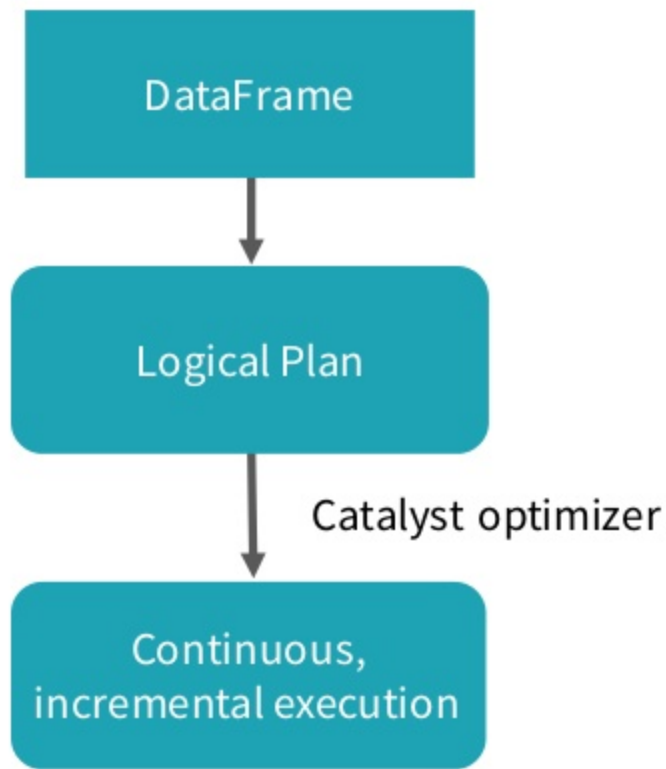 DataFrame
Logical Plan
Catalyst optimizer
Continuous,
incremental execution